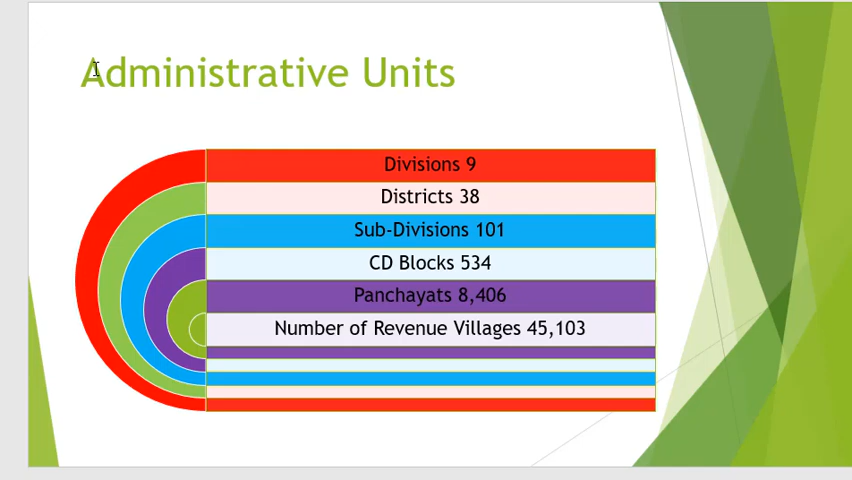 Administrative Units
Divisions 9
Districts 38
Sub-Divisions 101
CD Blocks 534
Panchayats 8,406
Number of Revenue Villages 45,103